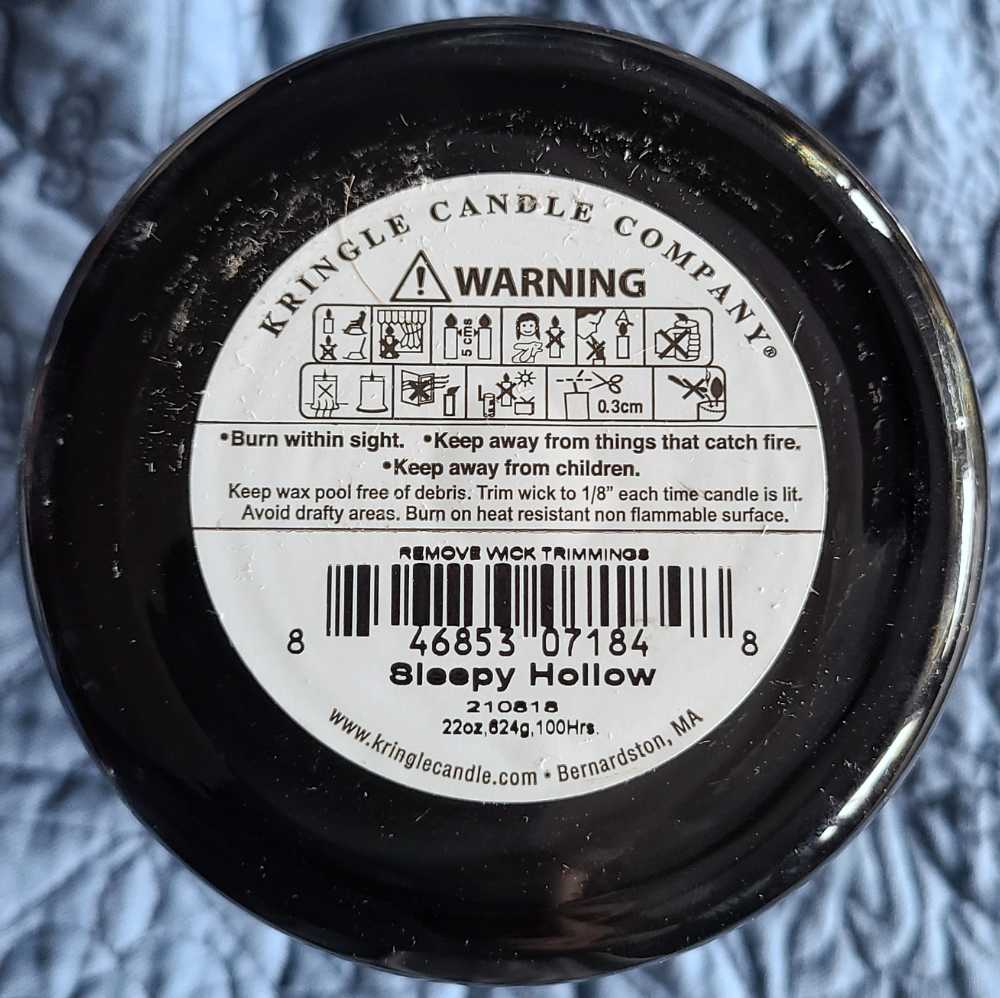 KRINGLE CANDLE COMPANY®
WARNING
5 cms
0.3cm
•Burn within sight. •Keep away from things that catch fire.
•Keep away from children.
Keep wax pool free of debris. Trim wick to 1/8” each time candle is lit.
Avoid drafty areas. Burn on heat resistant non flammable surface.
REMOVE WICK TRIMMINGS
8 46853 07184 8
Sleepy Hollow
210818
22oz,624g,100Hrs.
www.kringlecandle.com • Bernardston, MA